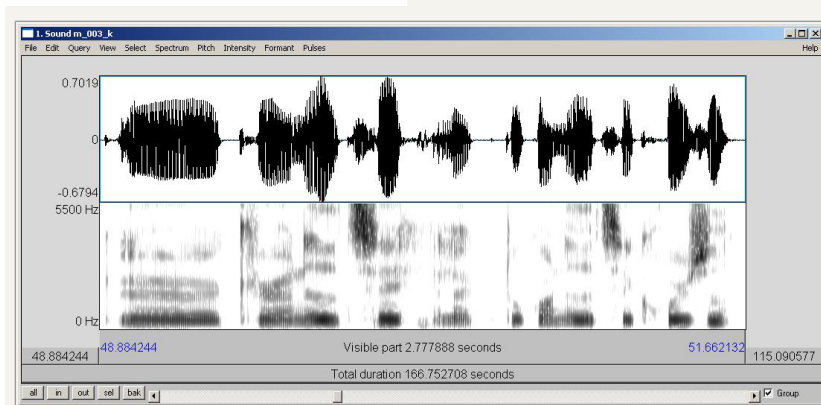 1. Sound m_003_k
File Edit Query View Select Spectrum Pitch Intensity Formant Pulses Help
0.7019
0
-0.6794
5500 Hz
0 Hz
48.884244 Visible part 2.777888 seconds 51.662132
48.884244 115.090577
Total duration 166.752708 seconds
all in out sel bak Group